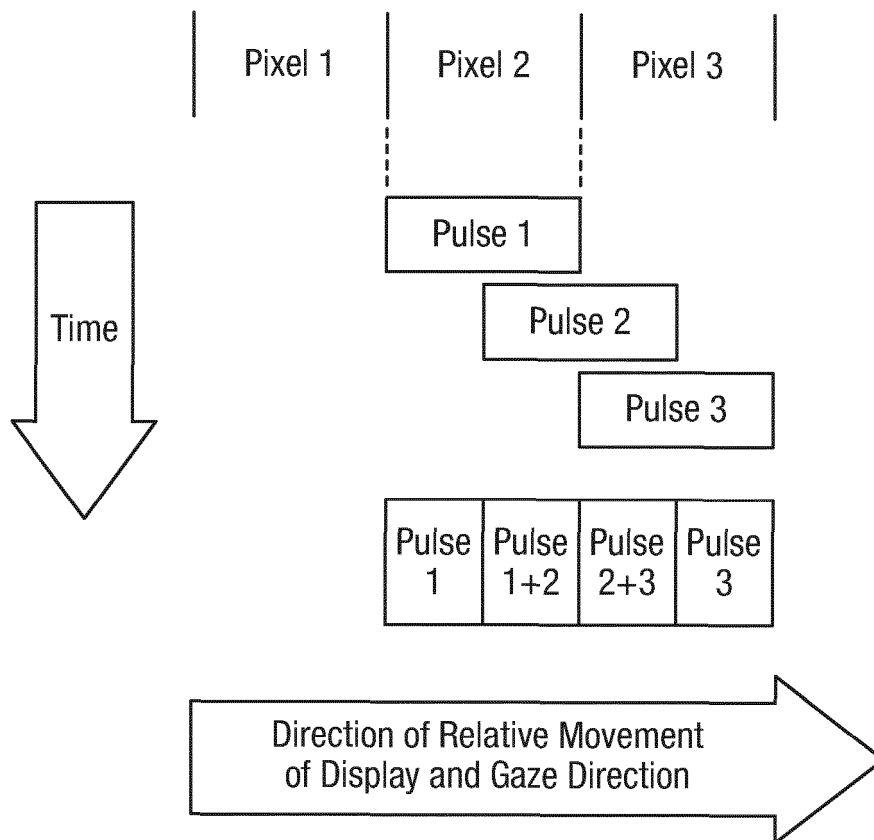 Pixel 1 Pixel 2 Pixel 3
Pulse 1
Pulse 2
Time
Pulse 3
Pulse Pulse Pulse Pulse
1 1+2 2+3 3
Direction of Relative Movement
of Display and Gaze Direction